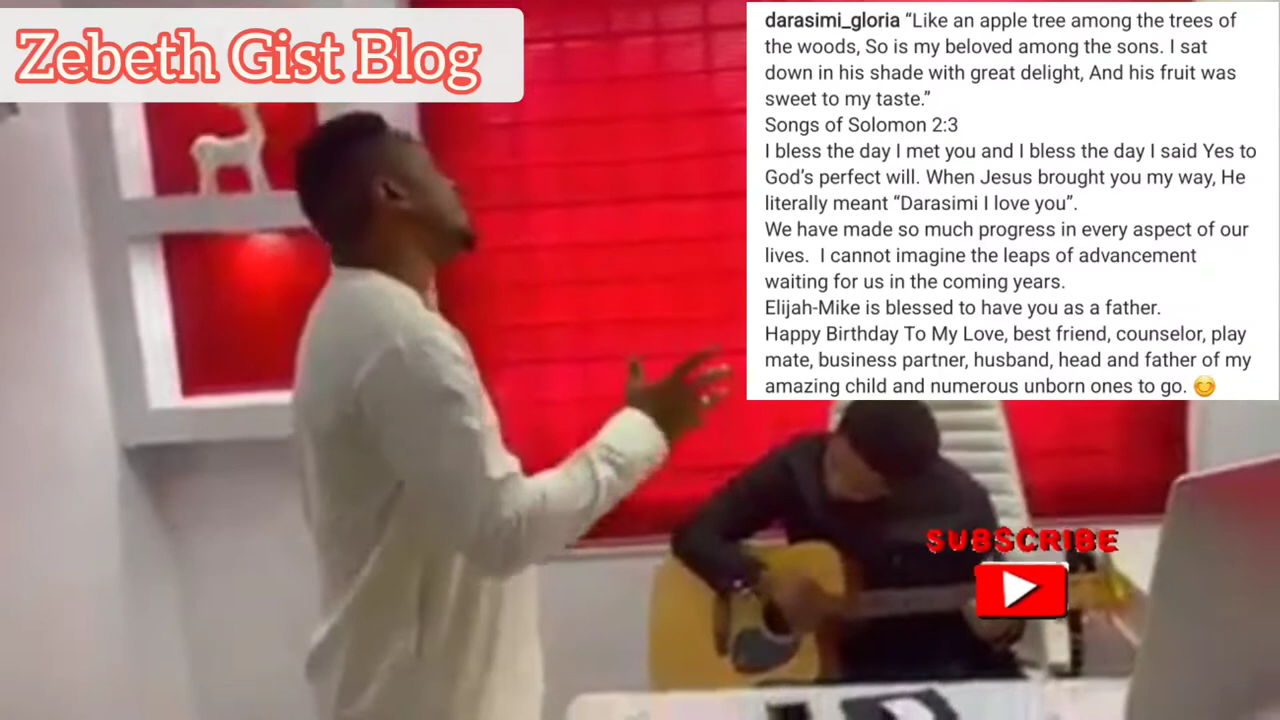 Zebeth Gist Blog
darasimi_gloria “Like an apple tree among the trees of
the woods, So is my beloved among the sons. I sat
down in his shade with great delight, And his fruit was
sweet to my taste.”
Songs of Solomon 2:3
I bless the day I met you and I bless the day I said Yes to
God’s perfect will. When Jesus brought you my way, He
literally meant “Darasimi I love you”.
We have made so much progress in every aspect of our
lives.  I cannot imagine the leaps of advancement
waiting for us in the coming years.
Elijah-Mike is blessed to have you as a father.
Happy Birthday To My Love, best friend, counselor, play
mate, business partner, husband, head and father of my
amazing child and numerous unborn ones to go. 😊
SUBSCRIBE